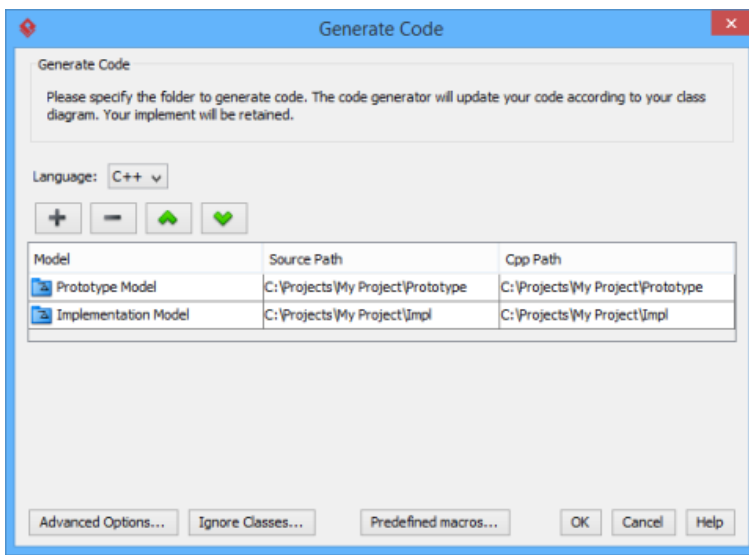 Generate Code
Generate Code
Please specify the folder to generate code. The code generator will update your code according to your class
diagram. Your implement will be retained.
Language: C++
Model Source Path Cpp Path
Prototype Model C:\Projects\My Project\Prototype C:\Projects\My Project\Prototype
Implementation Model C:\Projects\My Project\Impl C:\Projects\My Project\Impl
Advanced Options... Ignore Classes... Predefined macros... OK Cancel Help